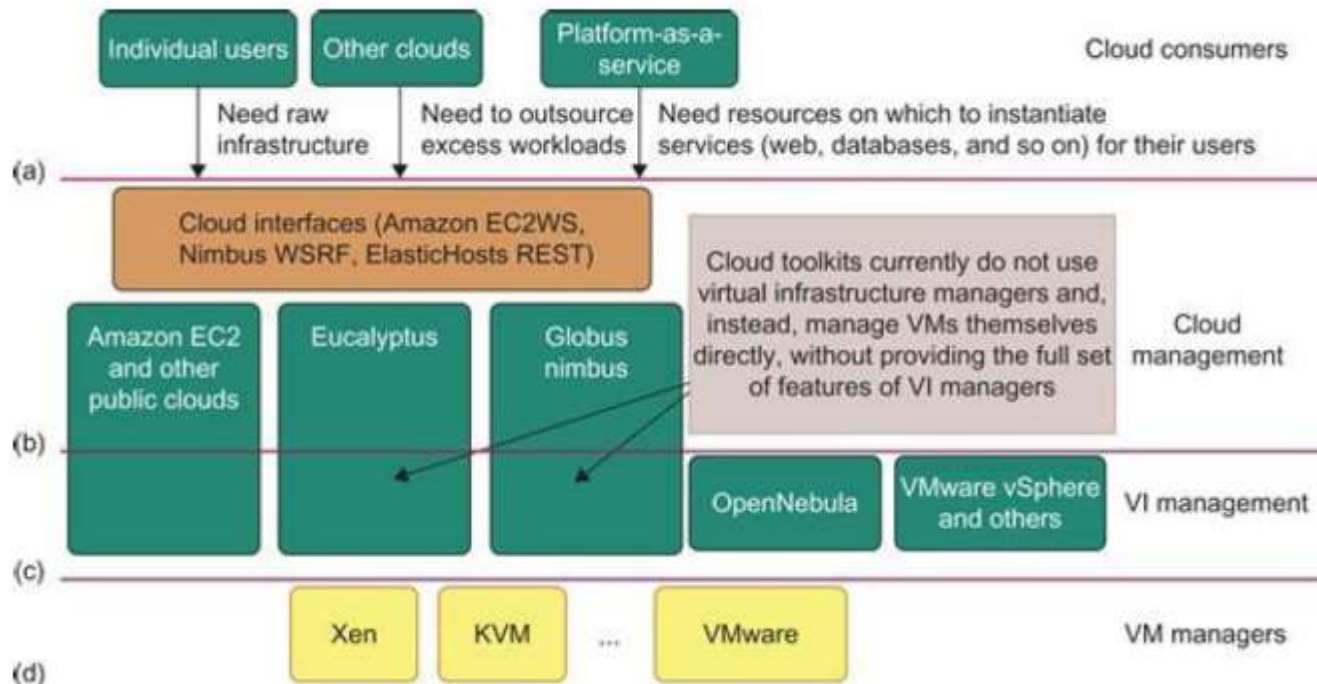 Individual users
Other clouds
Platform-as-a-
service
Cloud consumers
Need raw
infrastructure
Need to outsource
excess workloads
Need resources on which to instantiate
services (web, databases, and so on) for their users
(a)
Cloud interfaces (Amazon EC2WS,
Nimbus WSRF, ElasticHosts REST)
Cloud toolkits currently do not use
virtual infrastructure managers and,
instead, manage VMs themselves
directly, without providing the full set
of features of VI managers
Cloud
management
Amazon EC2
and other
public clouds
Eucalyptus
Globus
nimbus
(b)
OpenNebula
VMware vSphere
and others
VI management
(c)
Xen
KVM
...
VMware
VM managers
(d)